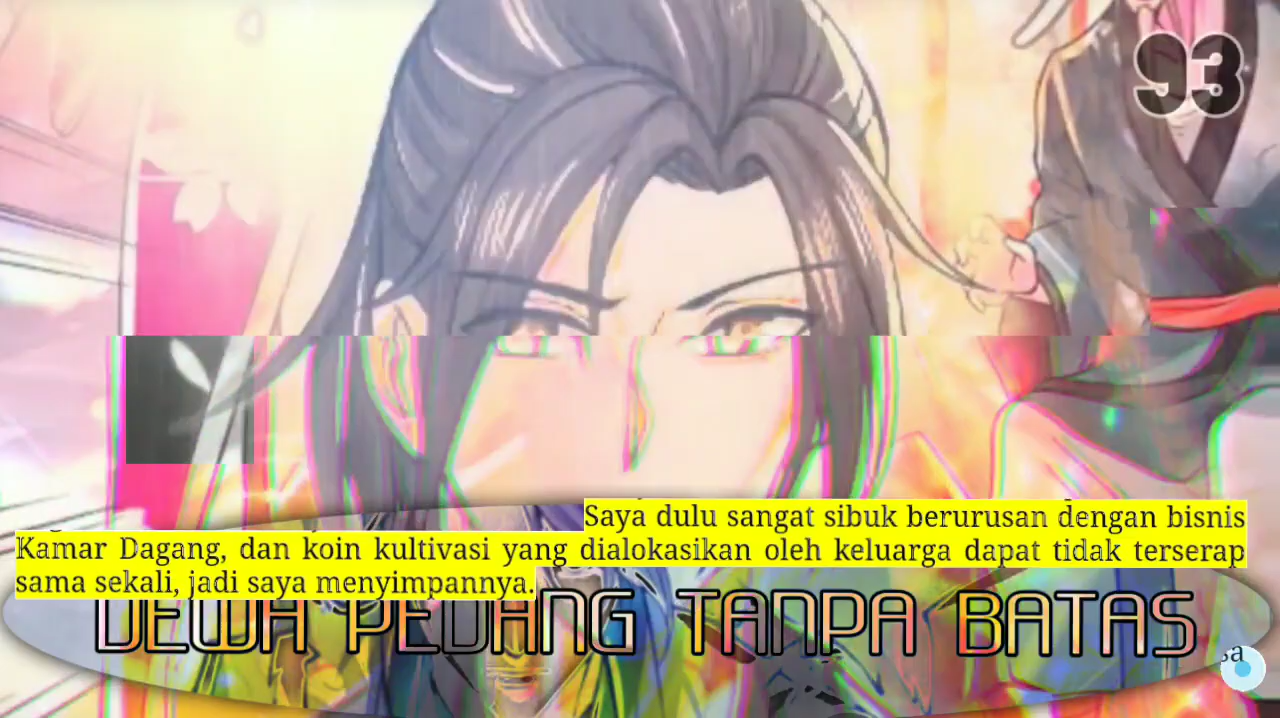 93
Saya dulu sangat sibuk berurusan dengan bisnis
Kamar Dagang, dan koin kultivasi yang dialokasikan oleh keluarga dapat tidak terserap
sama sekali, jadi saya menyimpannya.
DEWA PEDANG TANPA BATAS